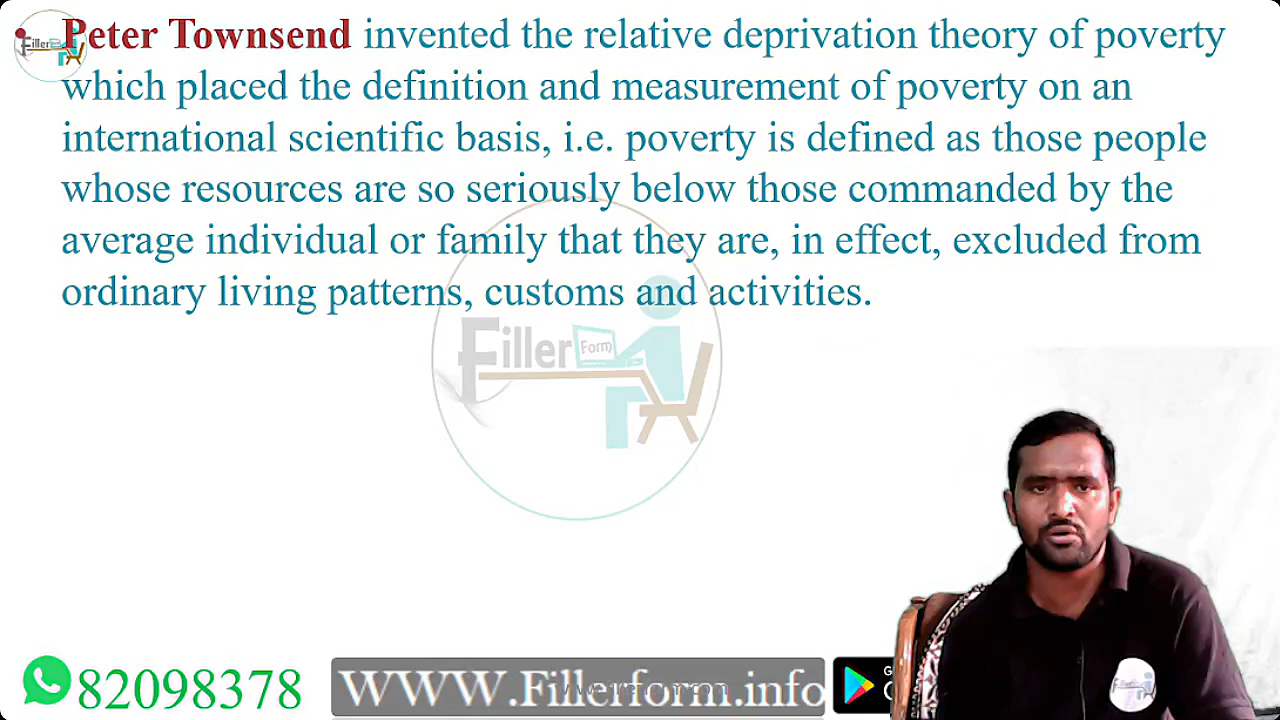 Filler
Peter Townsend invented the relative deprivation theory of poverty
which placed the definition and measurement of poverty on an
international scientific basis, i.e. poverty is defined as those people
whose resources are so seriously below those commanded by the
average individual or family that they are, in effect, excluded from
ordinary living patterns, customs and activities.
Filler Form
82098378
WWW.Fillerform.info